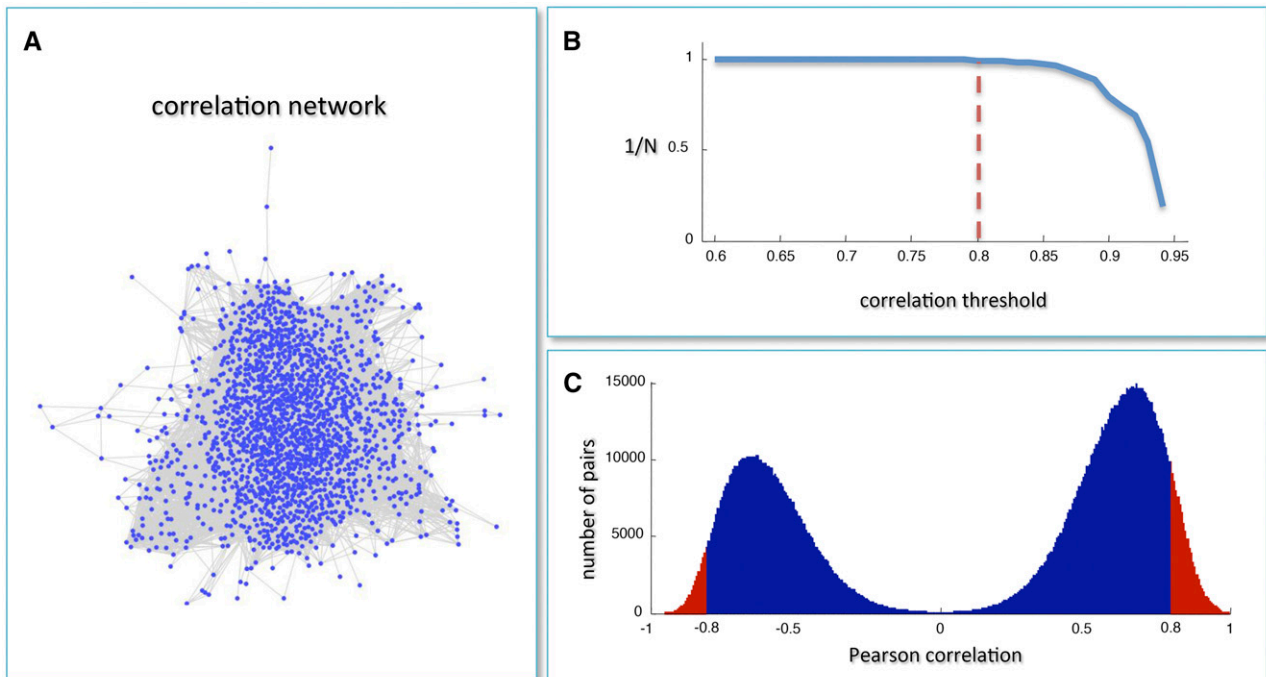 A
correlation network
B
1
1/N
0.5
0
0.6 0.65 0.7 0.75 0.8 0.85 0.9 0.95
correlation threshold
C
15000
10000
number of pairs
5000
0
-1 -0.8 -0.5 0 0.5 0.8 1
Pearson correlation